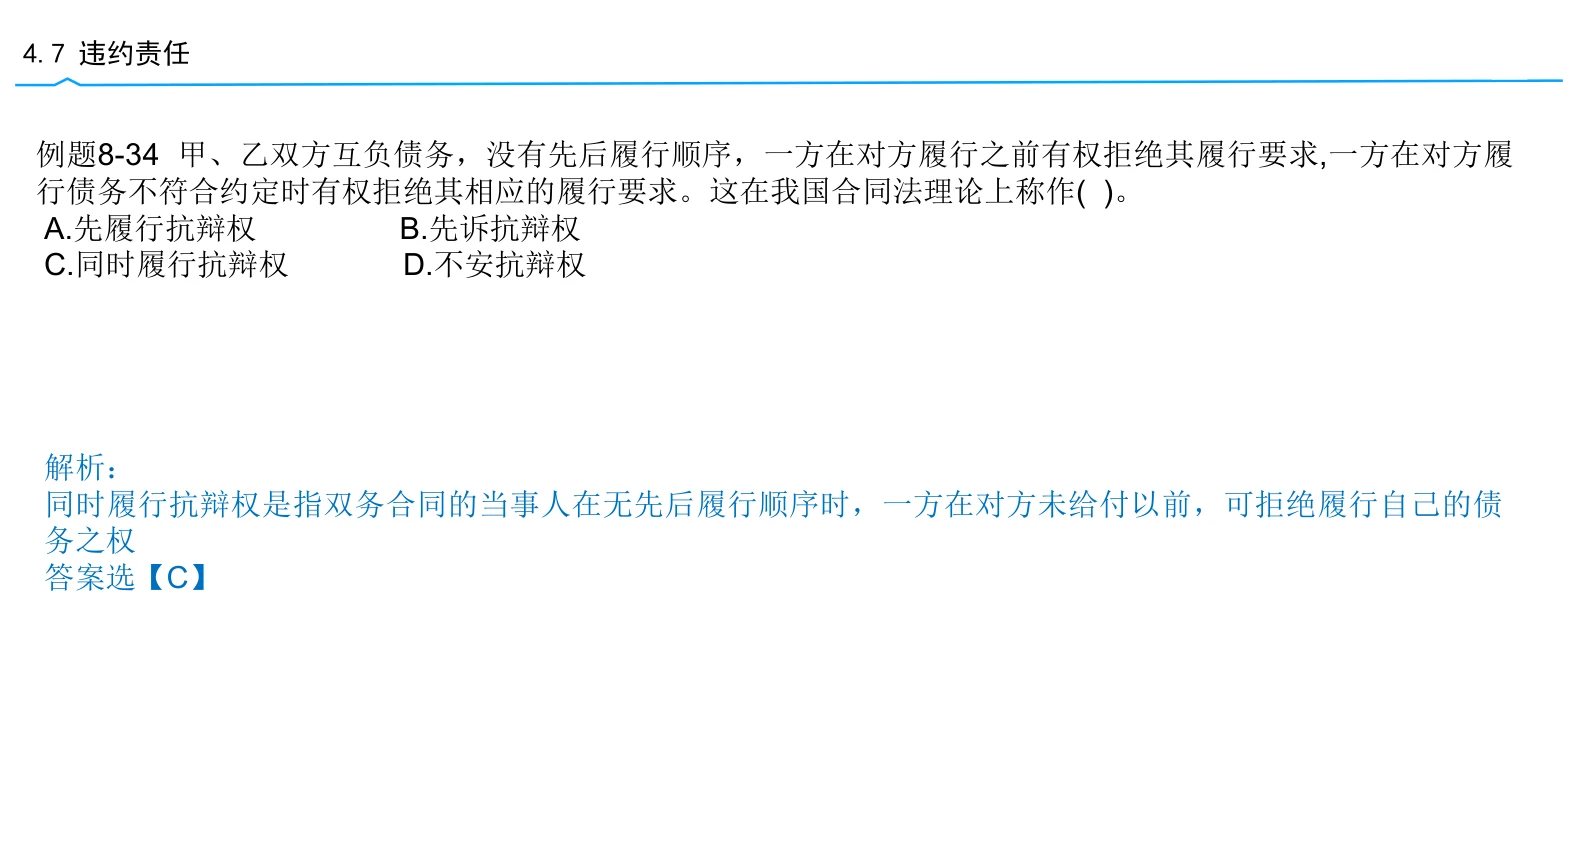 4.7 违约责任
例题8-34 甲、乙双方互负债务，没有先后履行顺序，一方在对方履行之前有权拒绝其履行要求,一方在对方履
行债务不符合约定时有权拒绝其相应的履行要求。这在我国合同法理论上称作( )。
A.先履行抗辩权 B.先诉抗辩权
C.同时履行抗辩权 D.不安抗辩权
解析：
同时履行抗辩权是指双务合同的当事人在无先后履行顺序时，一方在对方未给付以前，可拒绝履行自己的债
务之权
答案选【C】